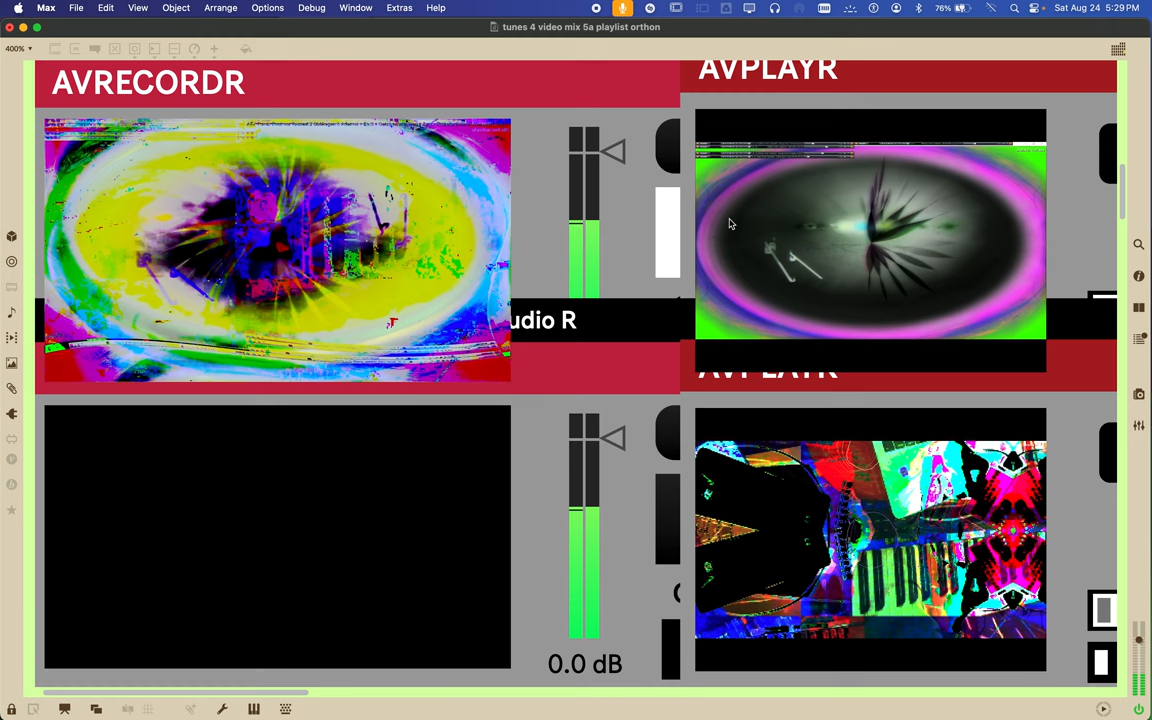 Max File Edit View Object Arrange Options Debug Window Extras Help 76% Sat Aug 24 5:29 PM
tunes 4 video mix 5a playlist orthon
400%
AVRECORDR
AVPLAYR
udio R
AVPLAYR
0.0 dB